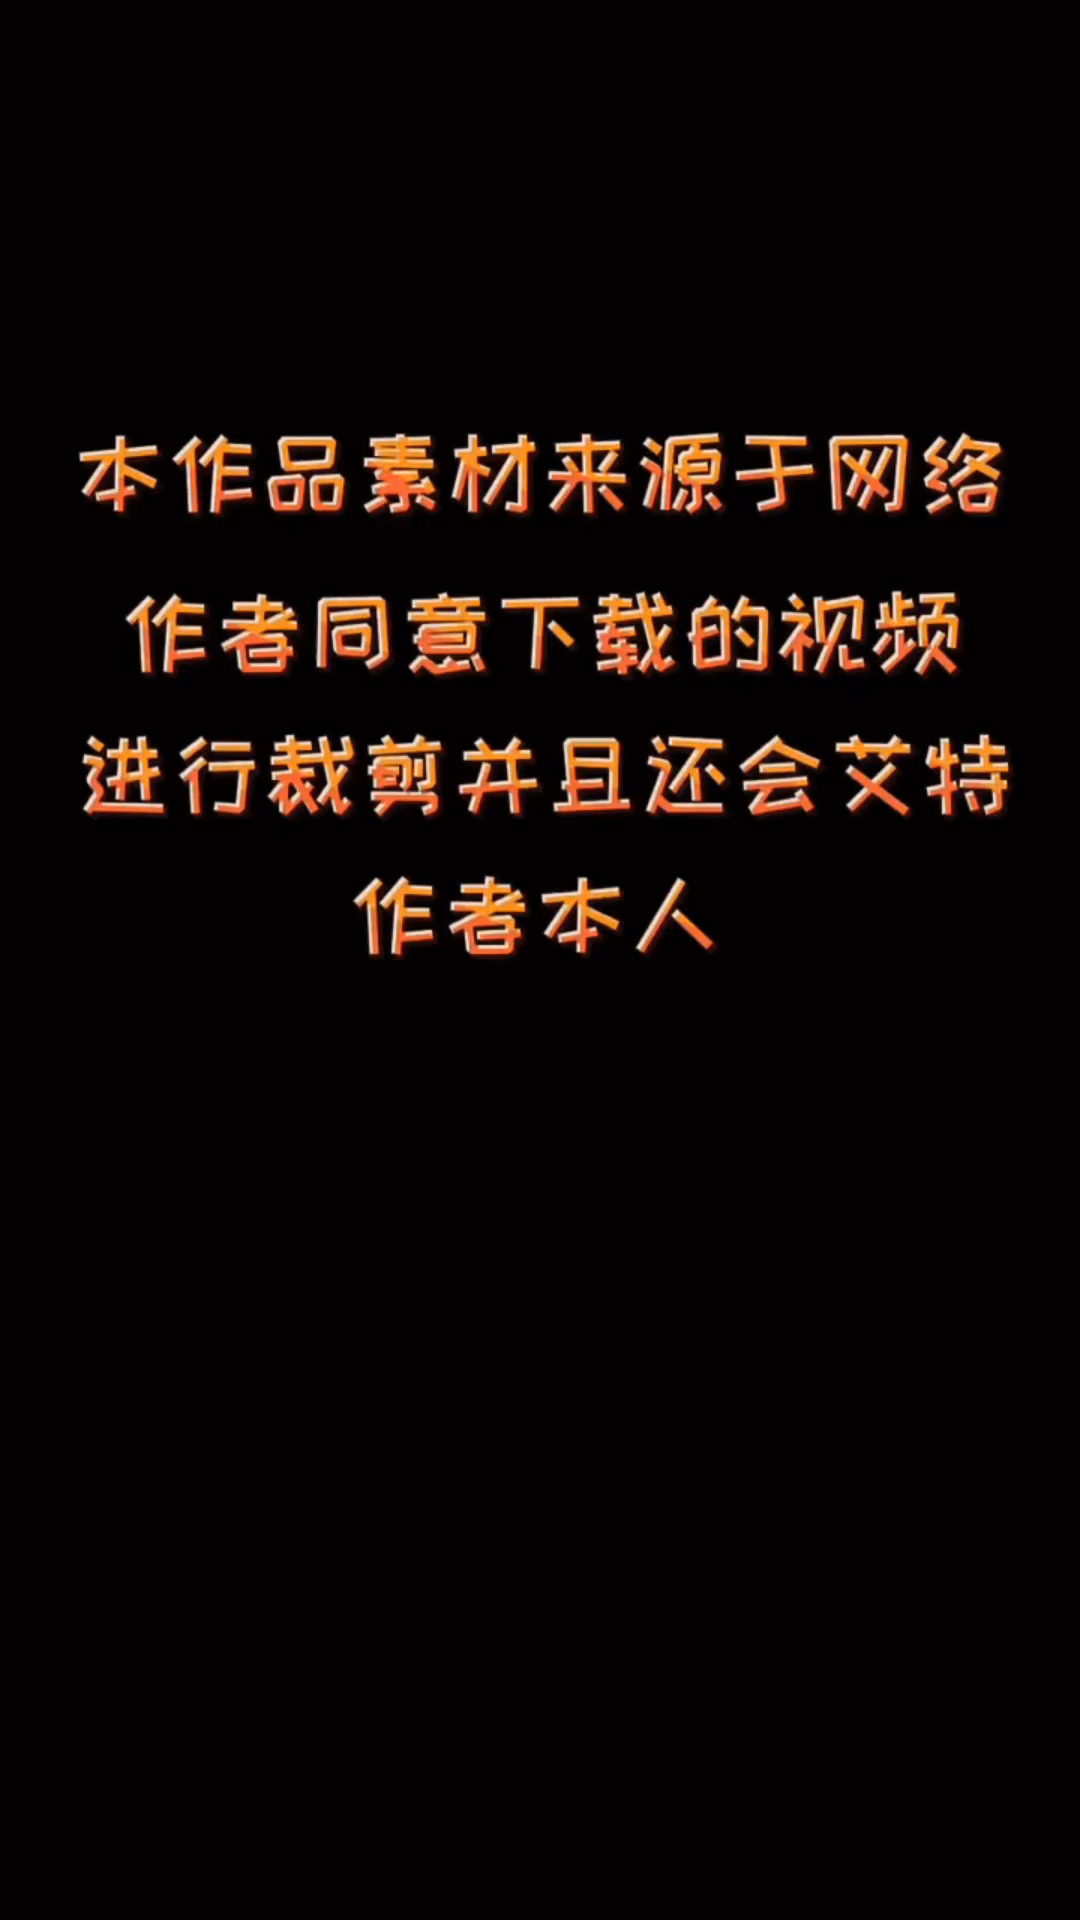 本作品素材来源于网络
作者同意下载的视频
进行裁剪并且还会艾特
作者本人